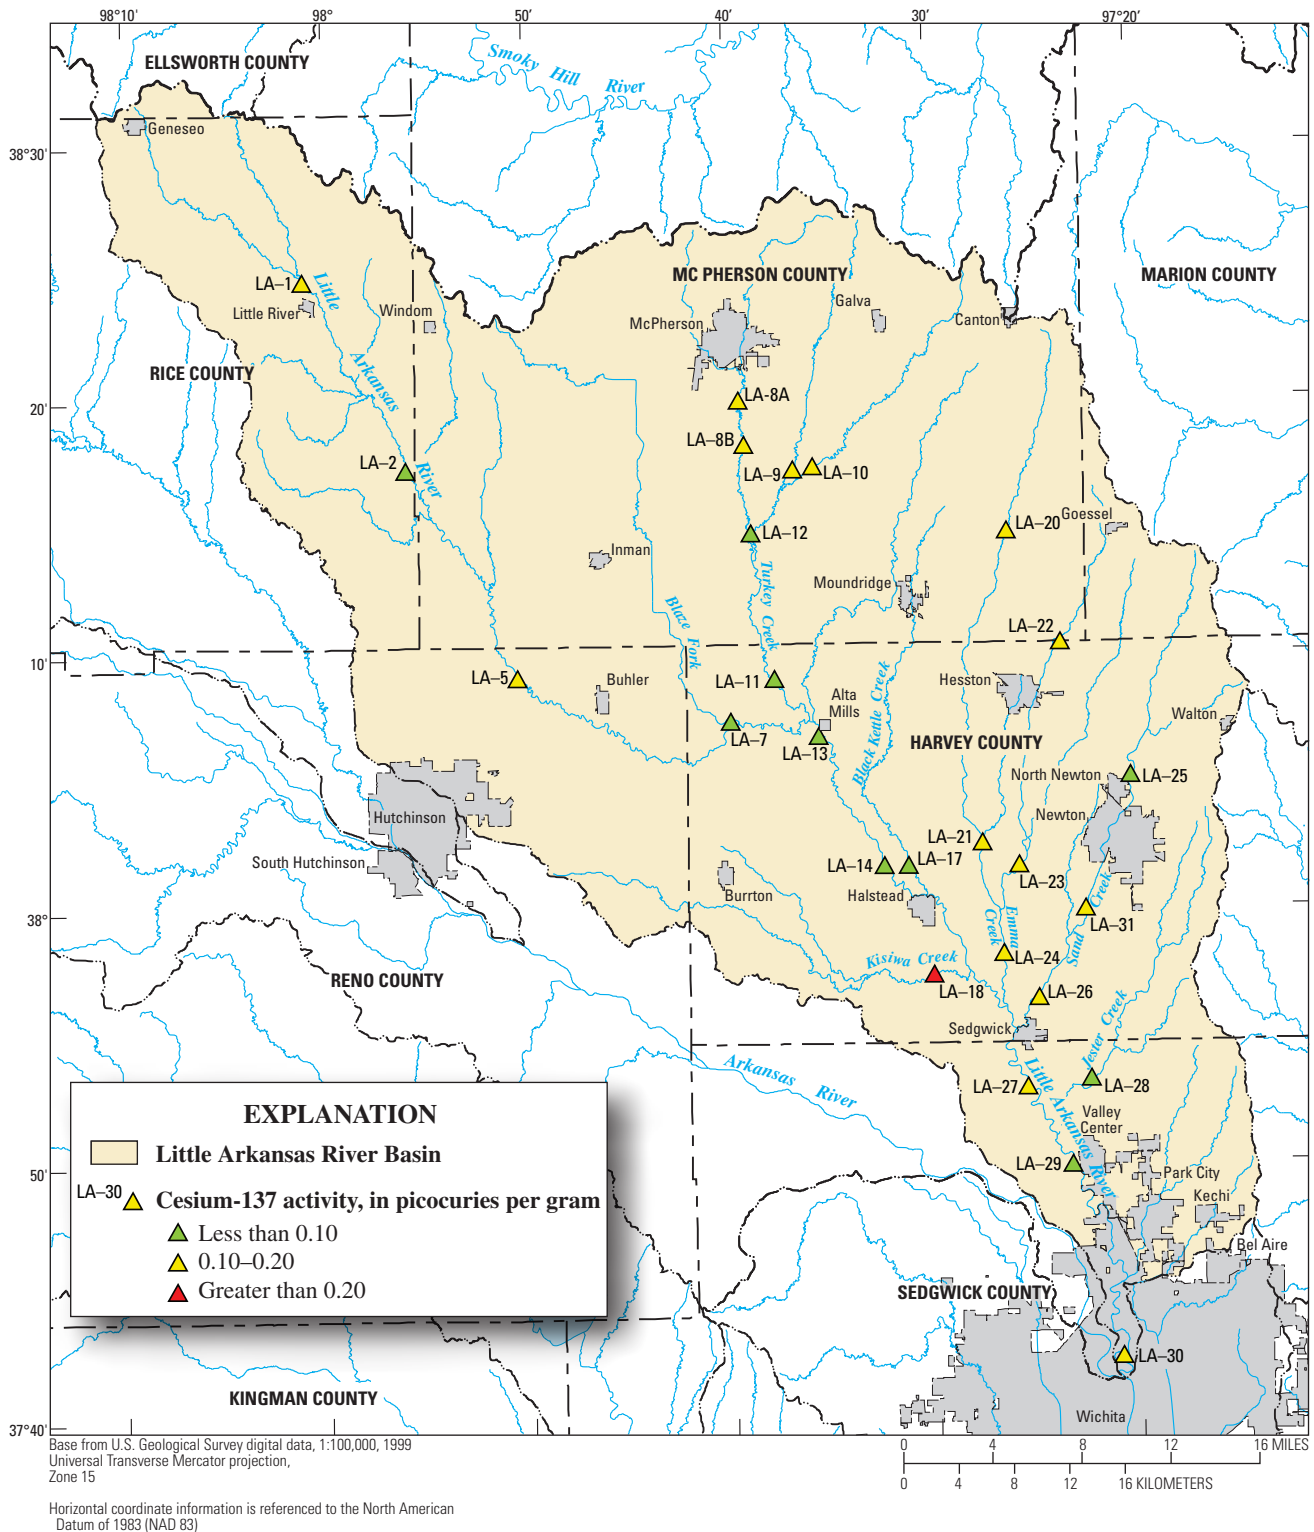 98°10'
98°
50'
40'
30'
97°20'
ELLSWORTH COUNTY
Smoky Hill River
Geneseo
38°30'
MC PHERSON COUNTY
MARION COUNTY
LA–1
Little
Little River
Windom
McPherson
Galva
Canton
RICE COUNTY
Arkansas
20'
LA-8A
LA–8B
LA–2
River
LA–9
LA–10
LA–20
Goessel
LA–12
Inman
Turkey Creek
Moundridge
Blaze Fork
LA–22
10'
LA–5
Buhler
LA–11
Alta
Mills
Black Kettle Creek
Hesston
Walton
LA–7
LA–13
HARVEY COUNTY
North Newton
LA–25
Newton
Hutchinson
LA–21
South Hutchinson
LA–14
LA–17
LA–23
Burrton
Halstead
38°
Emma
Creek
Sand Creek
LA–31
Kisiwa Creek
LA–24
RENO COUNTY
LA–18
LA–26
Sedgwick
Jester Creek
Arkansas River
Little Arkansas River
LA–27
LA–28
Valley
Center
LA–29
50'
Park City
Kechi
Bel Aire
EXPLANATION
Little Arkansas River Basin
LA–30
Cesium-137 activity, in picocuries per gram
Less than 0.10
0.10–0.20
Greater than 0.20
SEDGWICK COUNTY
LA–30
KINGMAN COUNTY
Wichita
37°40'
Base from U.S. Geological Survey digital data, 1:100,000, 1999
Universal Transverse Mercator projection,
Zone 15
0 4 8 12 16 MILES
0 4 8 12 16 KILOMETERS
Horizontal coordinate information is referenced to the North American
Datum of 1983 (NAD 83)